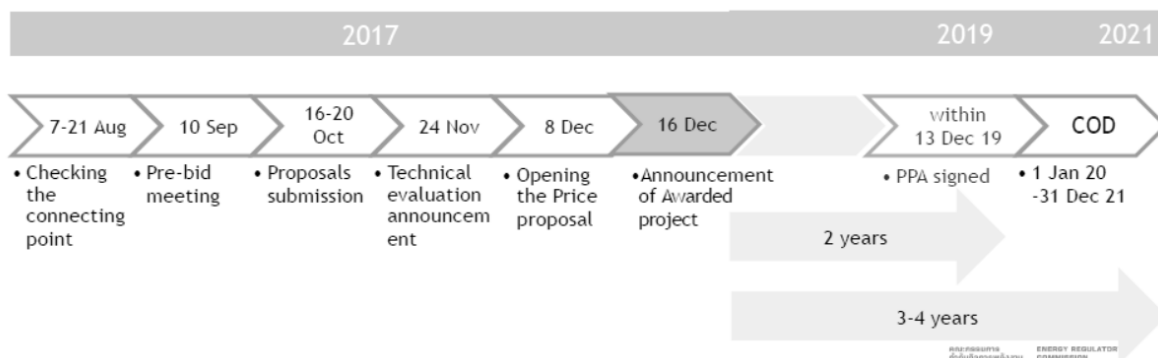 2017 2019 2021
7-21 Aug
10 Sep
16-20
Oct
24 Nov
8 Dec
16 Dec
within
13 Dec 19
COD
• Checking
the
connecting
point
• Pre-bid
meeting
• Proposals
submission
• Technical
evaluation
announcem
ent
• Opening
the Price
proposal
• Announcement
of Awarded
project
• PPA signed
• 1 Jan 20
-31 Dec 21
2 years
3-4 years
ENERGY REGULATOR
COMMISSION